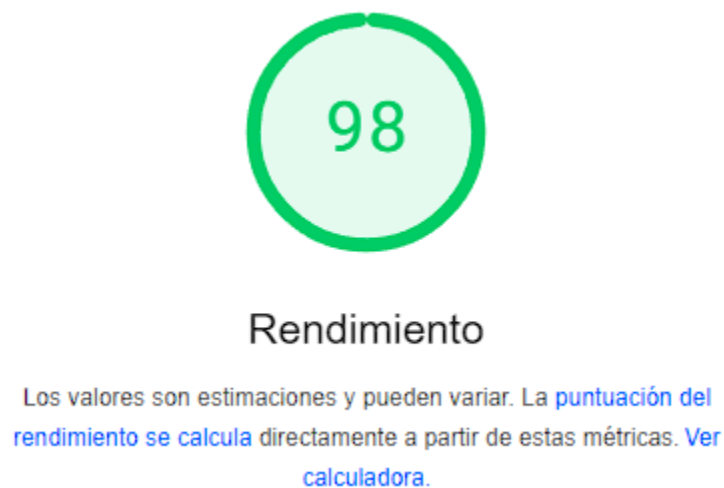 98
Rendimiento
Los valores son estimaciones y pueden variar. La puntuación del
rendimiento se calcula directamente a partir de estas métricas. Ver
calculadora.